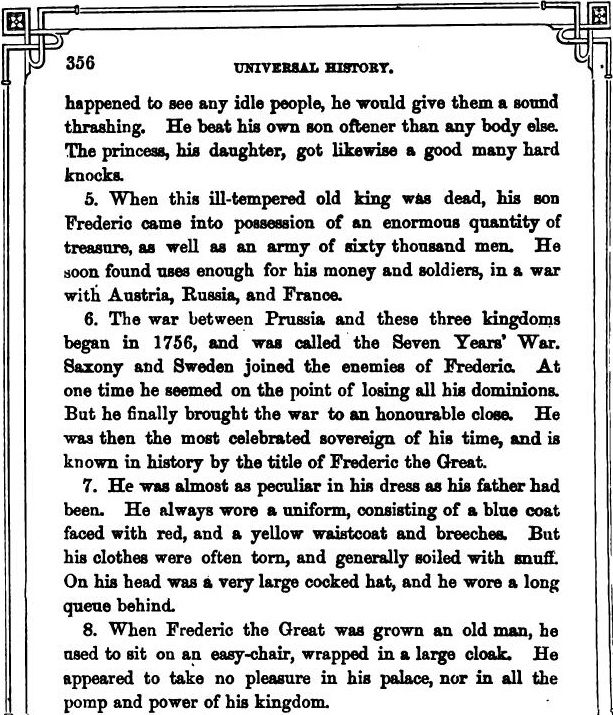 356
UNIVERSAL HISTORY.
happened to see any idle people, he would give them a sound
thrashing. He beat his own son oftener than any body else.
The princess, his daughter, got likewise a good many hard
knocks.
5. When this ill-tempered old king was dead, his son
Frederic came into possession of an enormous quantity of
treasure, as well as an army of sixty thousand men. He
soon found uses enough for his money and soldiers, in a war
with Austria, Russia, and France.
6. The war between Prussia and these three kingdoms
began in 1756, and was called the Seven Years' War.
Saxony and Sweden joined the enemies of Frederic. At
one time he seemed on the point of losing all his dominions.
But he finally brought the war to an honourable close. He
was then the most celebrated sovereign of his time, and is
known in history by the title of Frederic the Great.
7. He was almost as peculiar in his dress as his father had
been. He always wore a uniform, consisting of a blue coat
faced with red, and a yellow waistcoat and breeches. But
his clothes were often torn, and generally soiled with snuff.
On his head was a very large cocked hat, and he wore a long
queue behind.
8. When Frederic the Great was grown an old man, he
used to sit on an easy-chair, wrapped in a large cloak. He
appeared to take no pleasure in his palace, nor in all the
pomp and power of his kingdom.